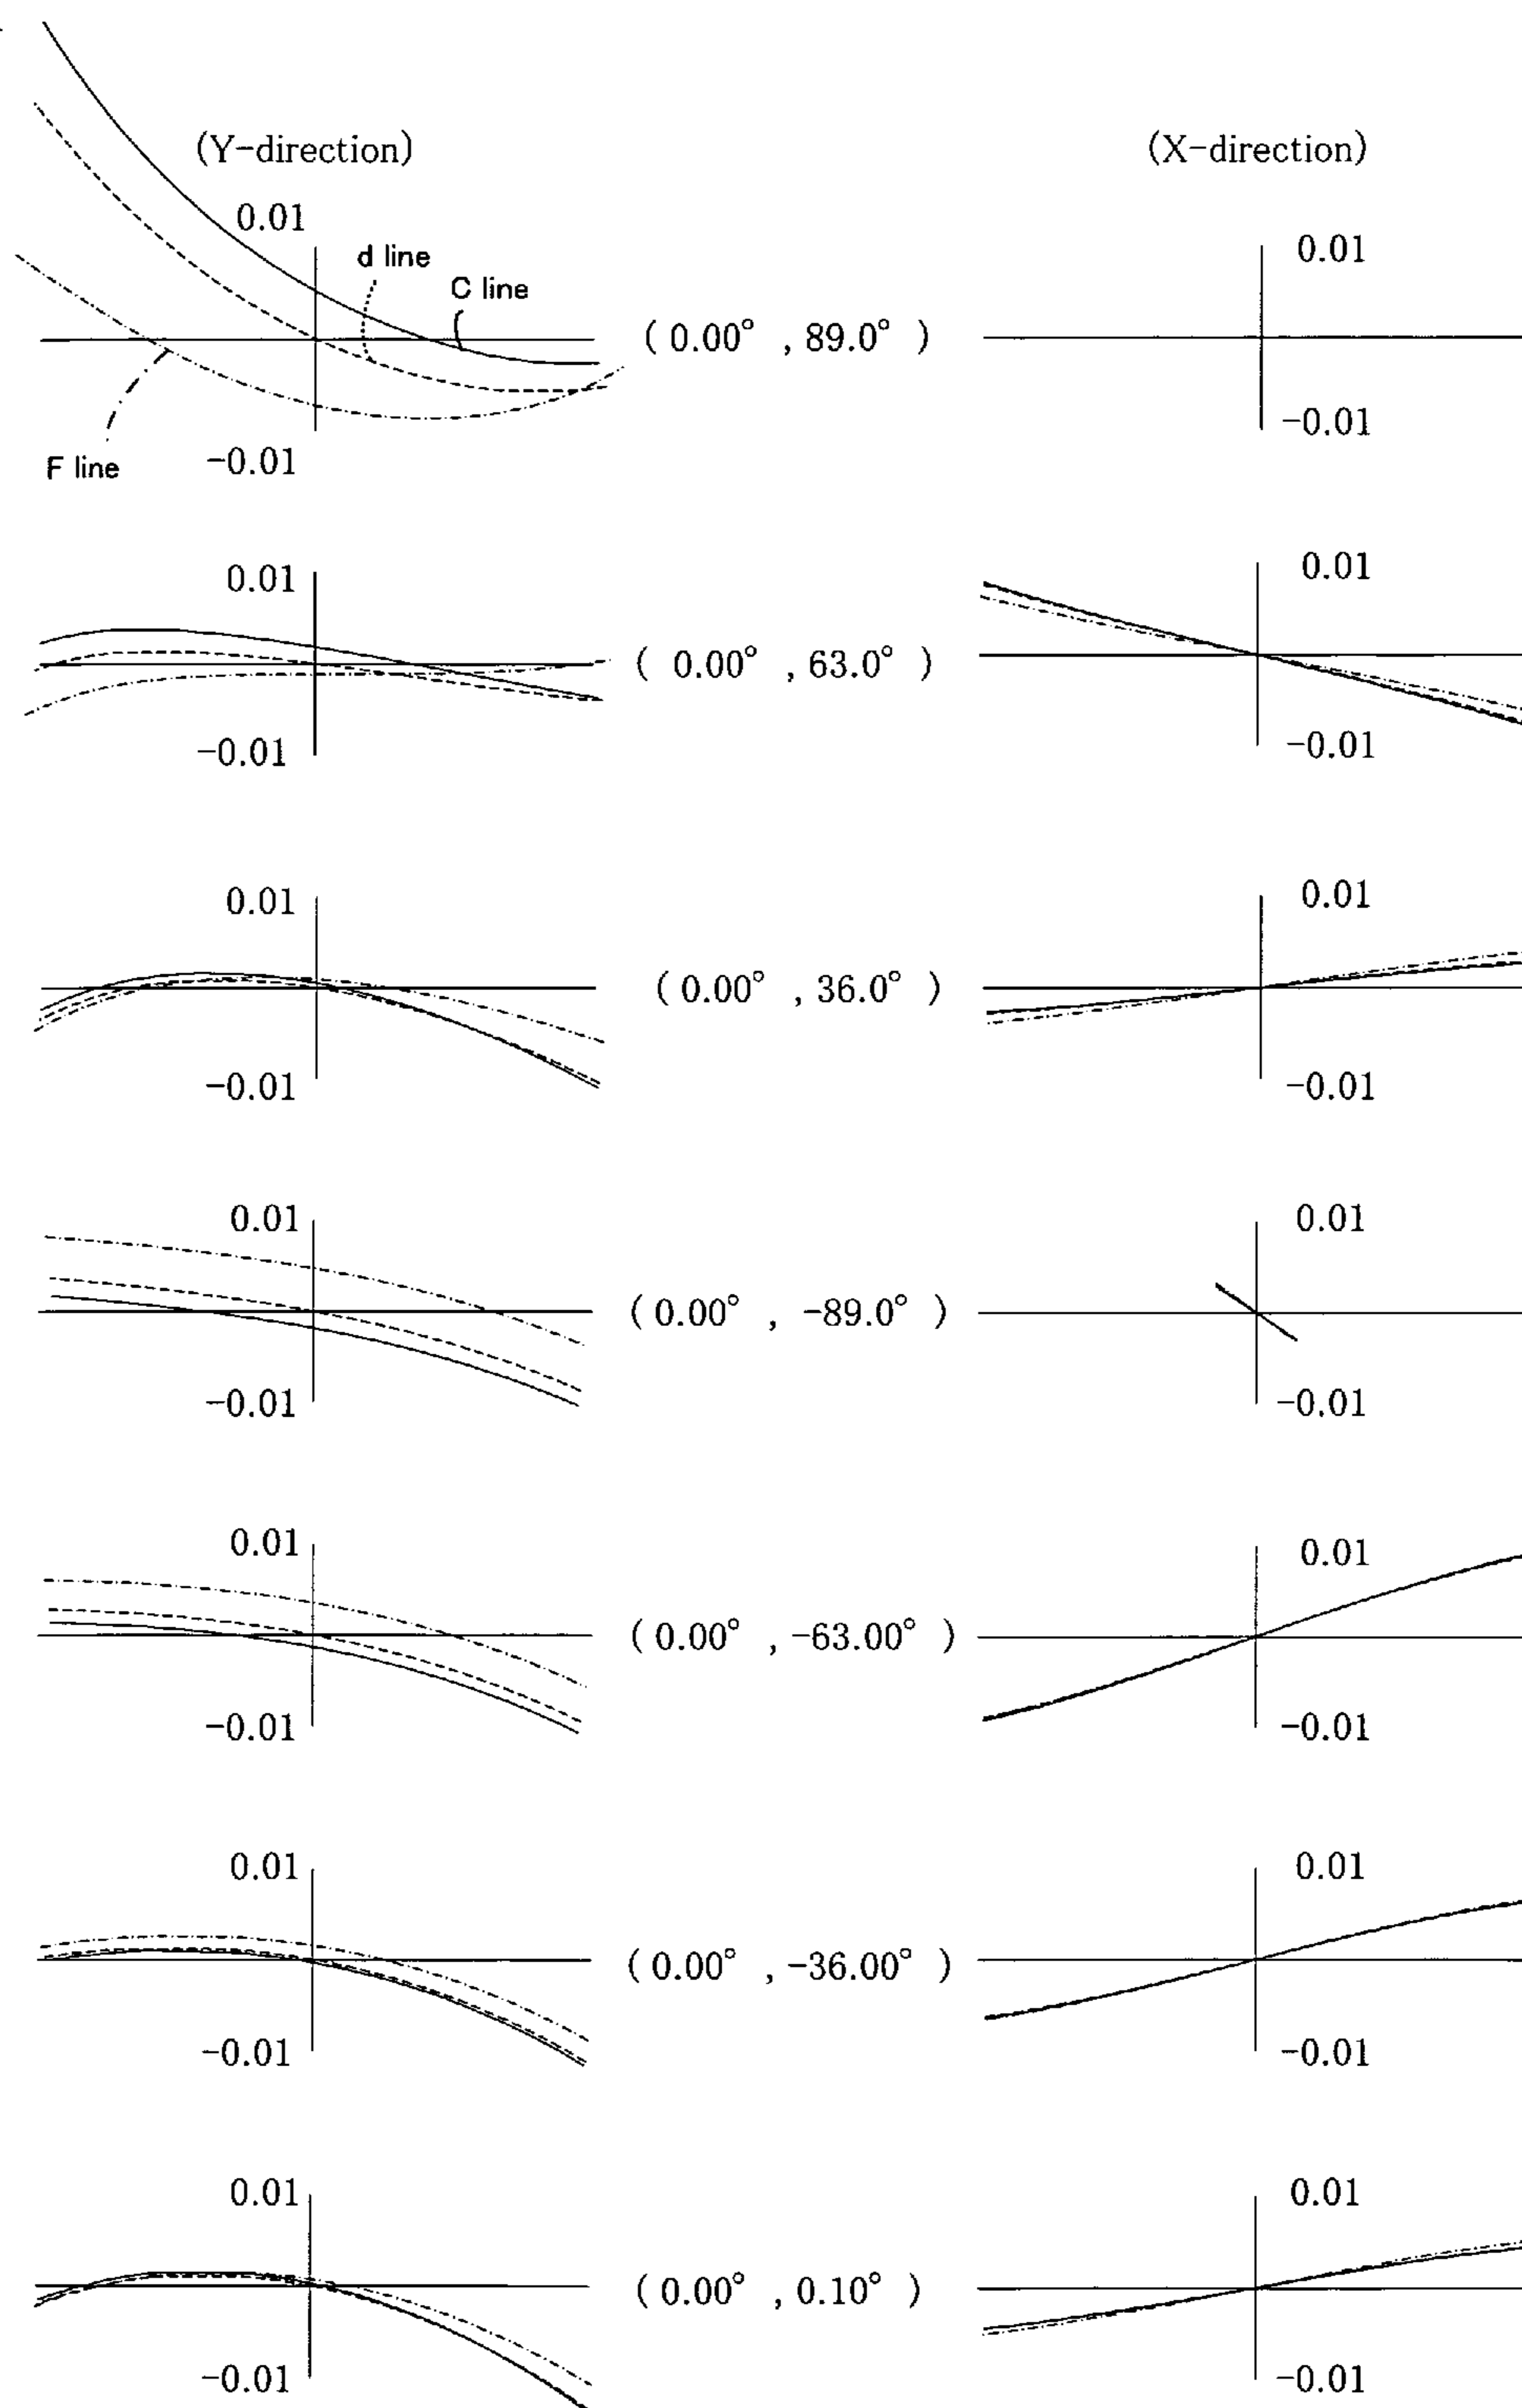 (Y-direction) (X-direction)
0.01 0.01
d line
C line
( 0.00° , 89.0° )
F line -0.01 -0.01
0.01 0.01
( 0.00° , 63.0° )
-0.01 -0.01
0.01 0.01
( 0.00° , 36.0° )
-0.01 -0.01
0.01 0.01
( 0.00° , -89.0° )
-0.01 -0.01
0.01 0.01
( 0.00° , -63.00° )
-0.01 -0.01
0.01 0.01
( 0.00° , -36.00° )
-0.01 -0.01
0.01 0.01
( 0.00° , 0.10° )
-0.01 -0.01